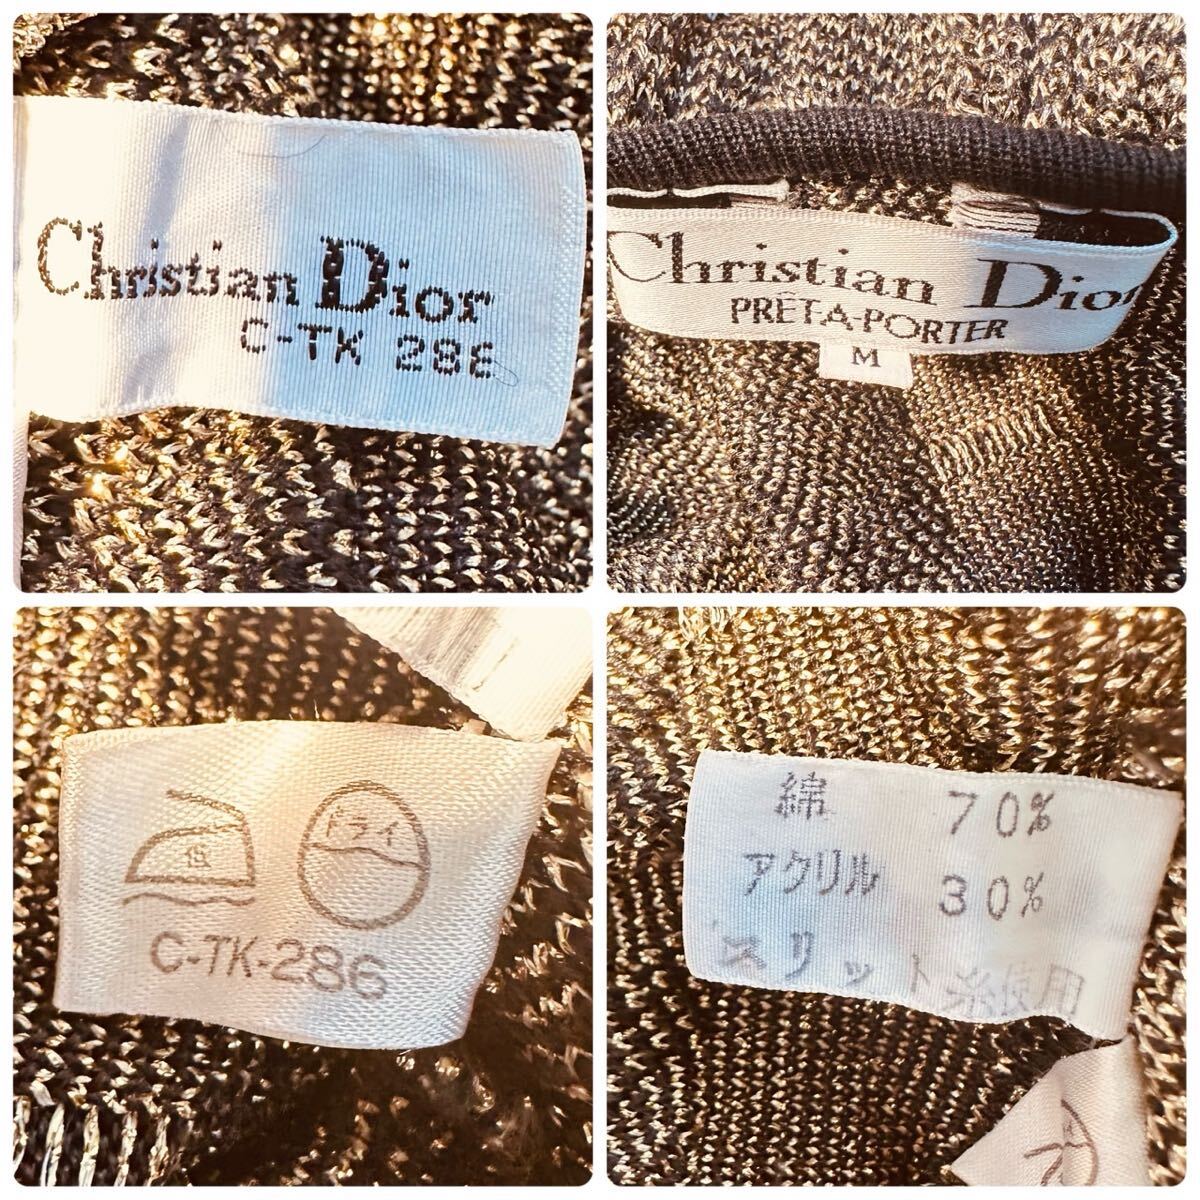 Christian Dior
C-TK 286
Christian Dior
PRÊT-A-PORTER
M
低
ドライ
C-TK-286
綿 70%
アクリル 30%
スリット糸使用